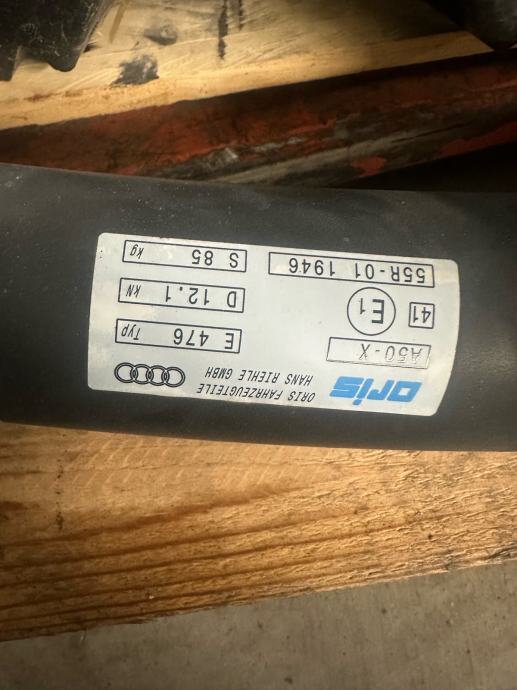 oris
ORIS FAHRZEUGTEILE
HANS RIEHLE GMBH
A50-X
E 476 Typ
41
E1
D 12.1 kN
55R-01 1946
S 85 kg